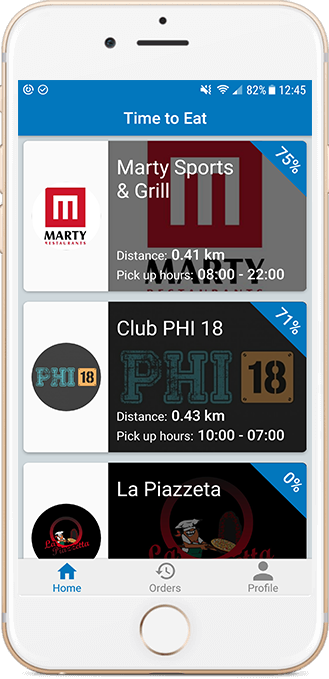 82% 12:45
Time to Eat
75%
Marty Sports
& Grill
MARTY
RESTAURANTS
MARTY
RESTAURANTS
Distance: 0.41 km
Pick up hours: 08:00 - 22:00
71%
Club PHI 18
PHI 18
PHI 18
Distance: 0.43 km
Pick up hours: 10:00 - 07:00
0%
La Piazzeta
Home
Orders
Profile